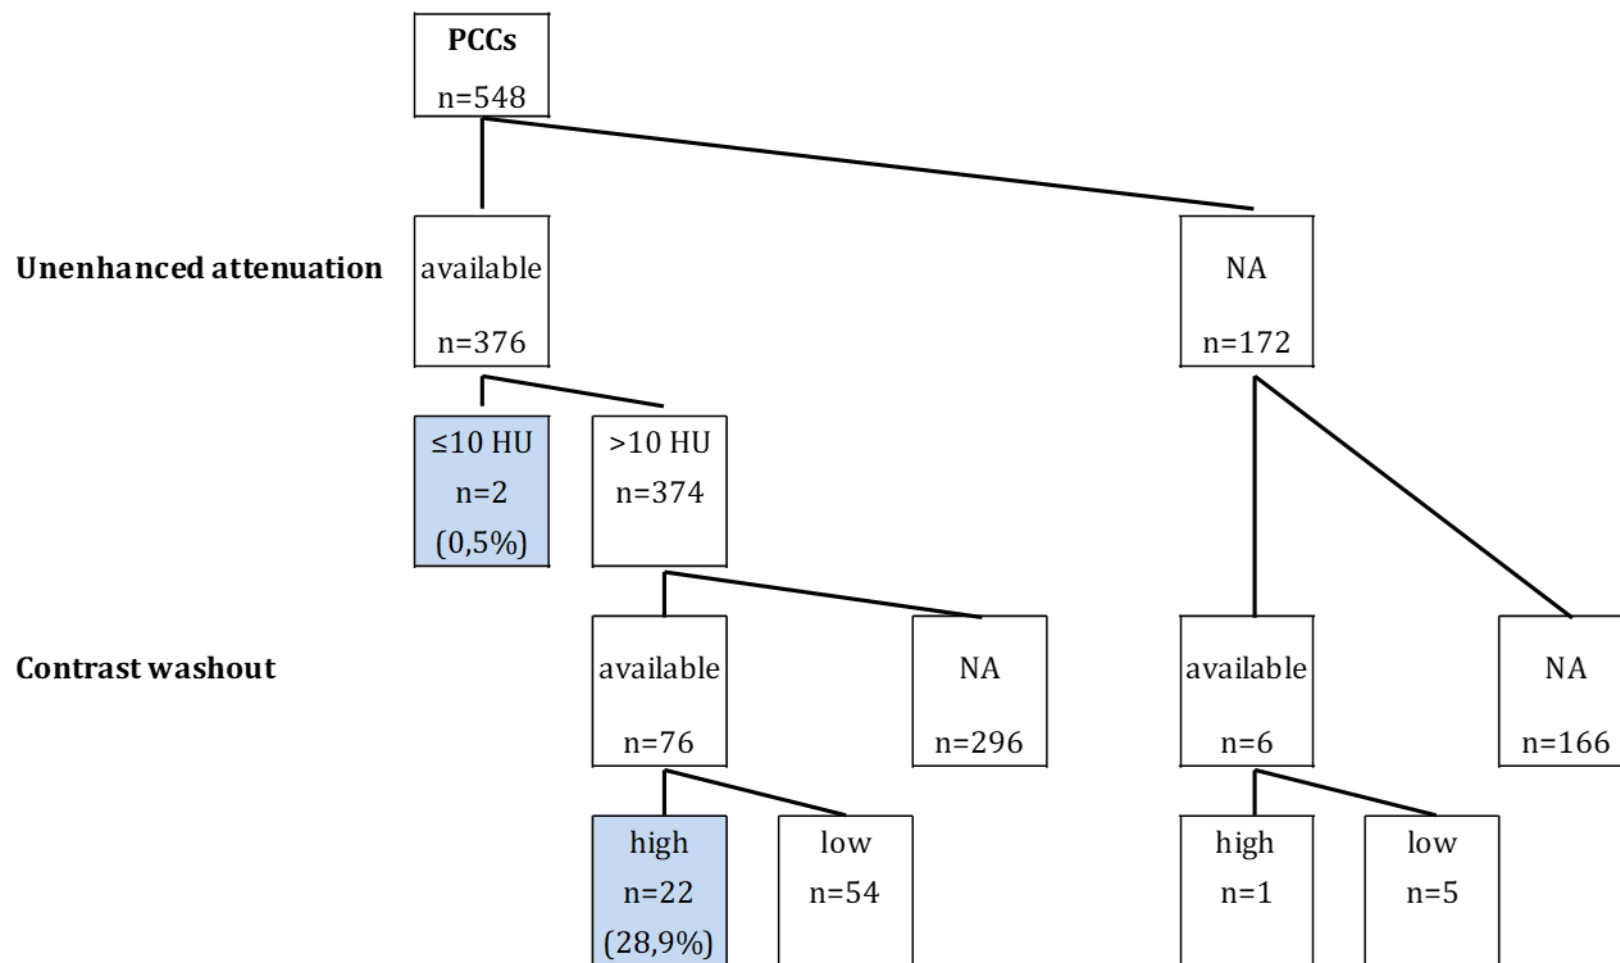 PCCs
n=548
Unenhanced attenuation
available
n=376
NA
n=172
≤10 HU
n=2
(0,5%)
>10 HU
n=374
Contrast washout
available
n=76
NA
n=296
available
n=6
NA
n=166
high
n=22
(28,9%)
low
n=54
high
n=1
low
n=5